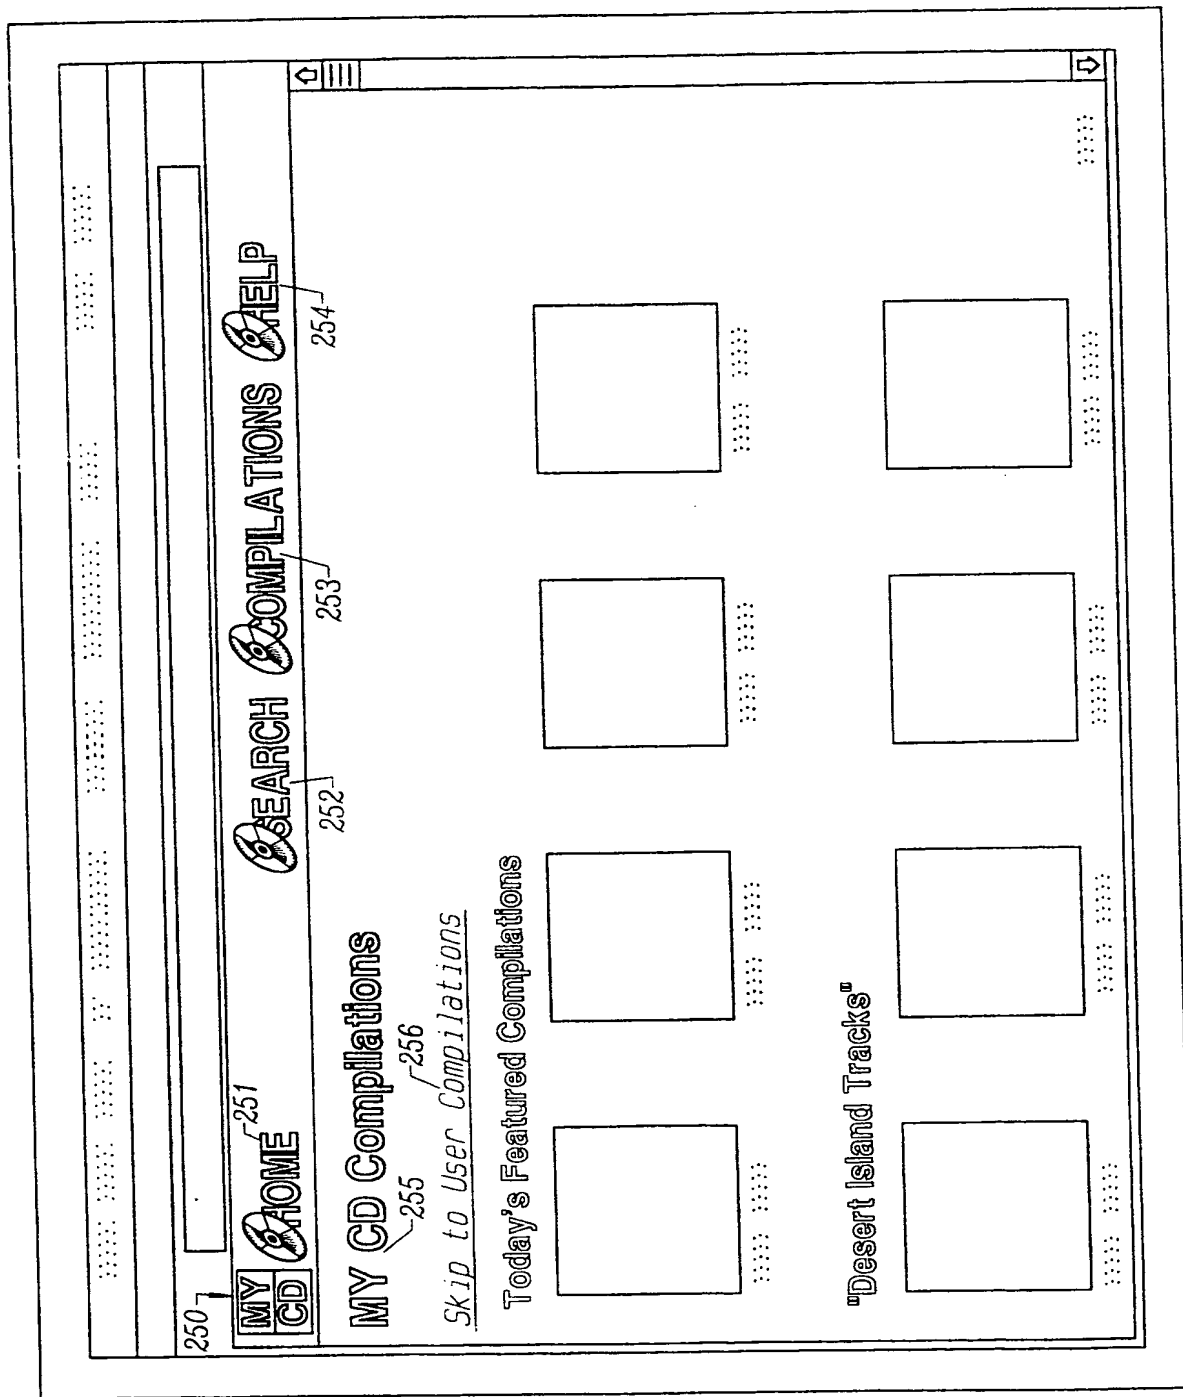 250
MY
CD
HOME
251
SEARCH
252
COMPILATIONS
253
HELP
254
MY CD Compilations
255
256
Skip to User Compilations
Today's Featured Compilations
"Desert Island Tracks"